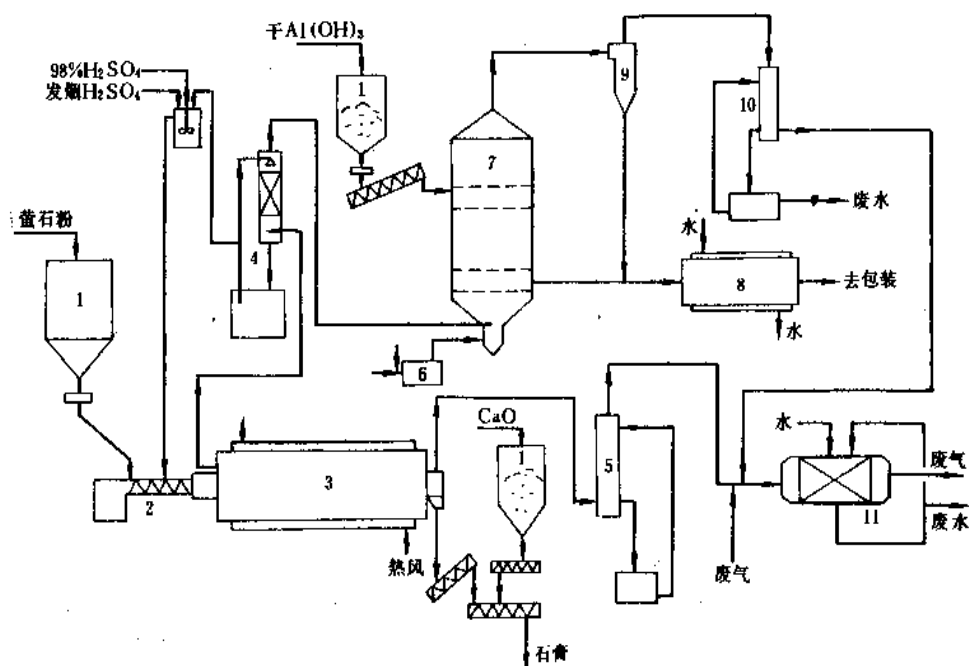 干Al(OH)₃
98%H₂SO₄
发烟H₂SO₄
1
9
10
7
废水
萤石粉
水
4
1
8
去包装
水
6
CaO
水
3
1
5
废气
2
11
废水
热风
废气
石膏